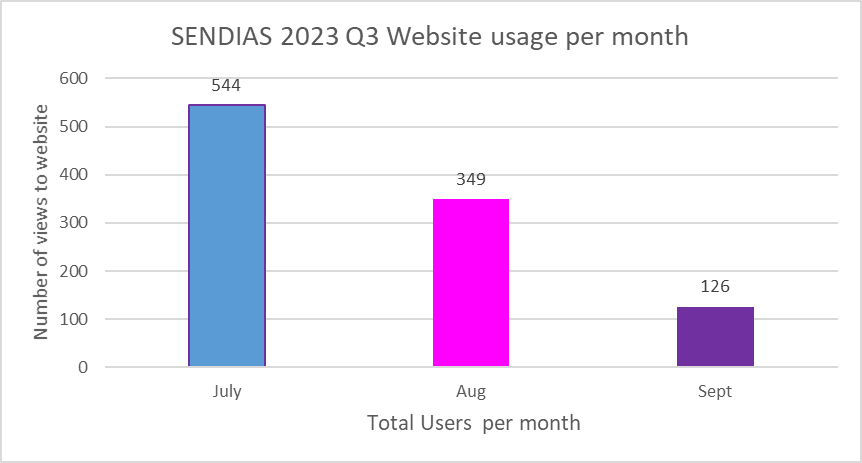 SENDIAS 2023 Q3 Website usage per month
Number of views to website
600
500
400
300
200
100
0
544
349
126
July
Aug
Sept
Total Users  per month